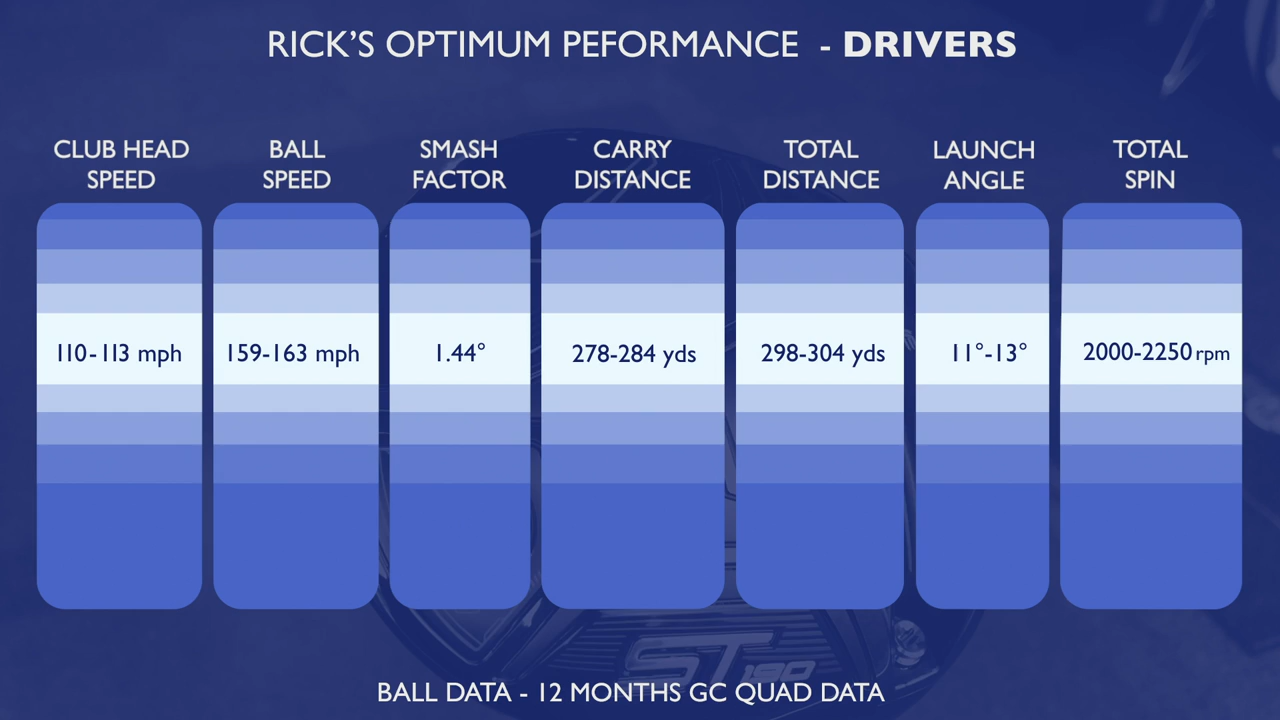 RICK'S OPTIMUM PEFORMANCE - DRIVERS
CLUB HEAD SPEED
BALL SPEED
SMASH FACTOR
CARRY DISTANCE
TOTAL DISTANCE
LAUNCH ANGLE
TOTAL SPIN
110-113 mph
159-163 mph
1.44°
278-284 yds
298-304 yds
11°-13°
2000-2250 rpm
ST190
BALL DATA - 12 MONTHS GC QUAD DATA